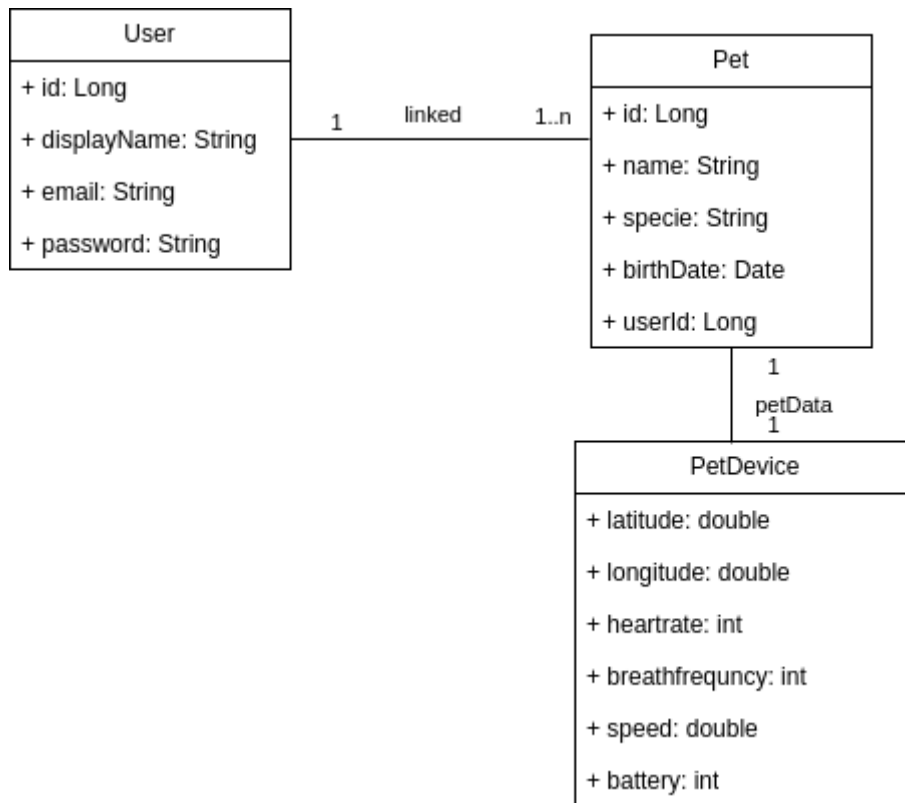 User
+ id: Long
+ displayName: String
+ email: String
+ password: String
1
linked
1..n
Pet
+ id: Long
+ name: String
+ specie: String
+ birthDate: Date
+ userId: Long
1
petData
1
PetDevice
+ latitude: double
+ longitude: double
+ heartrate: int
+ breathfrequncy: int
+ speed: double
+ battery: int